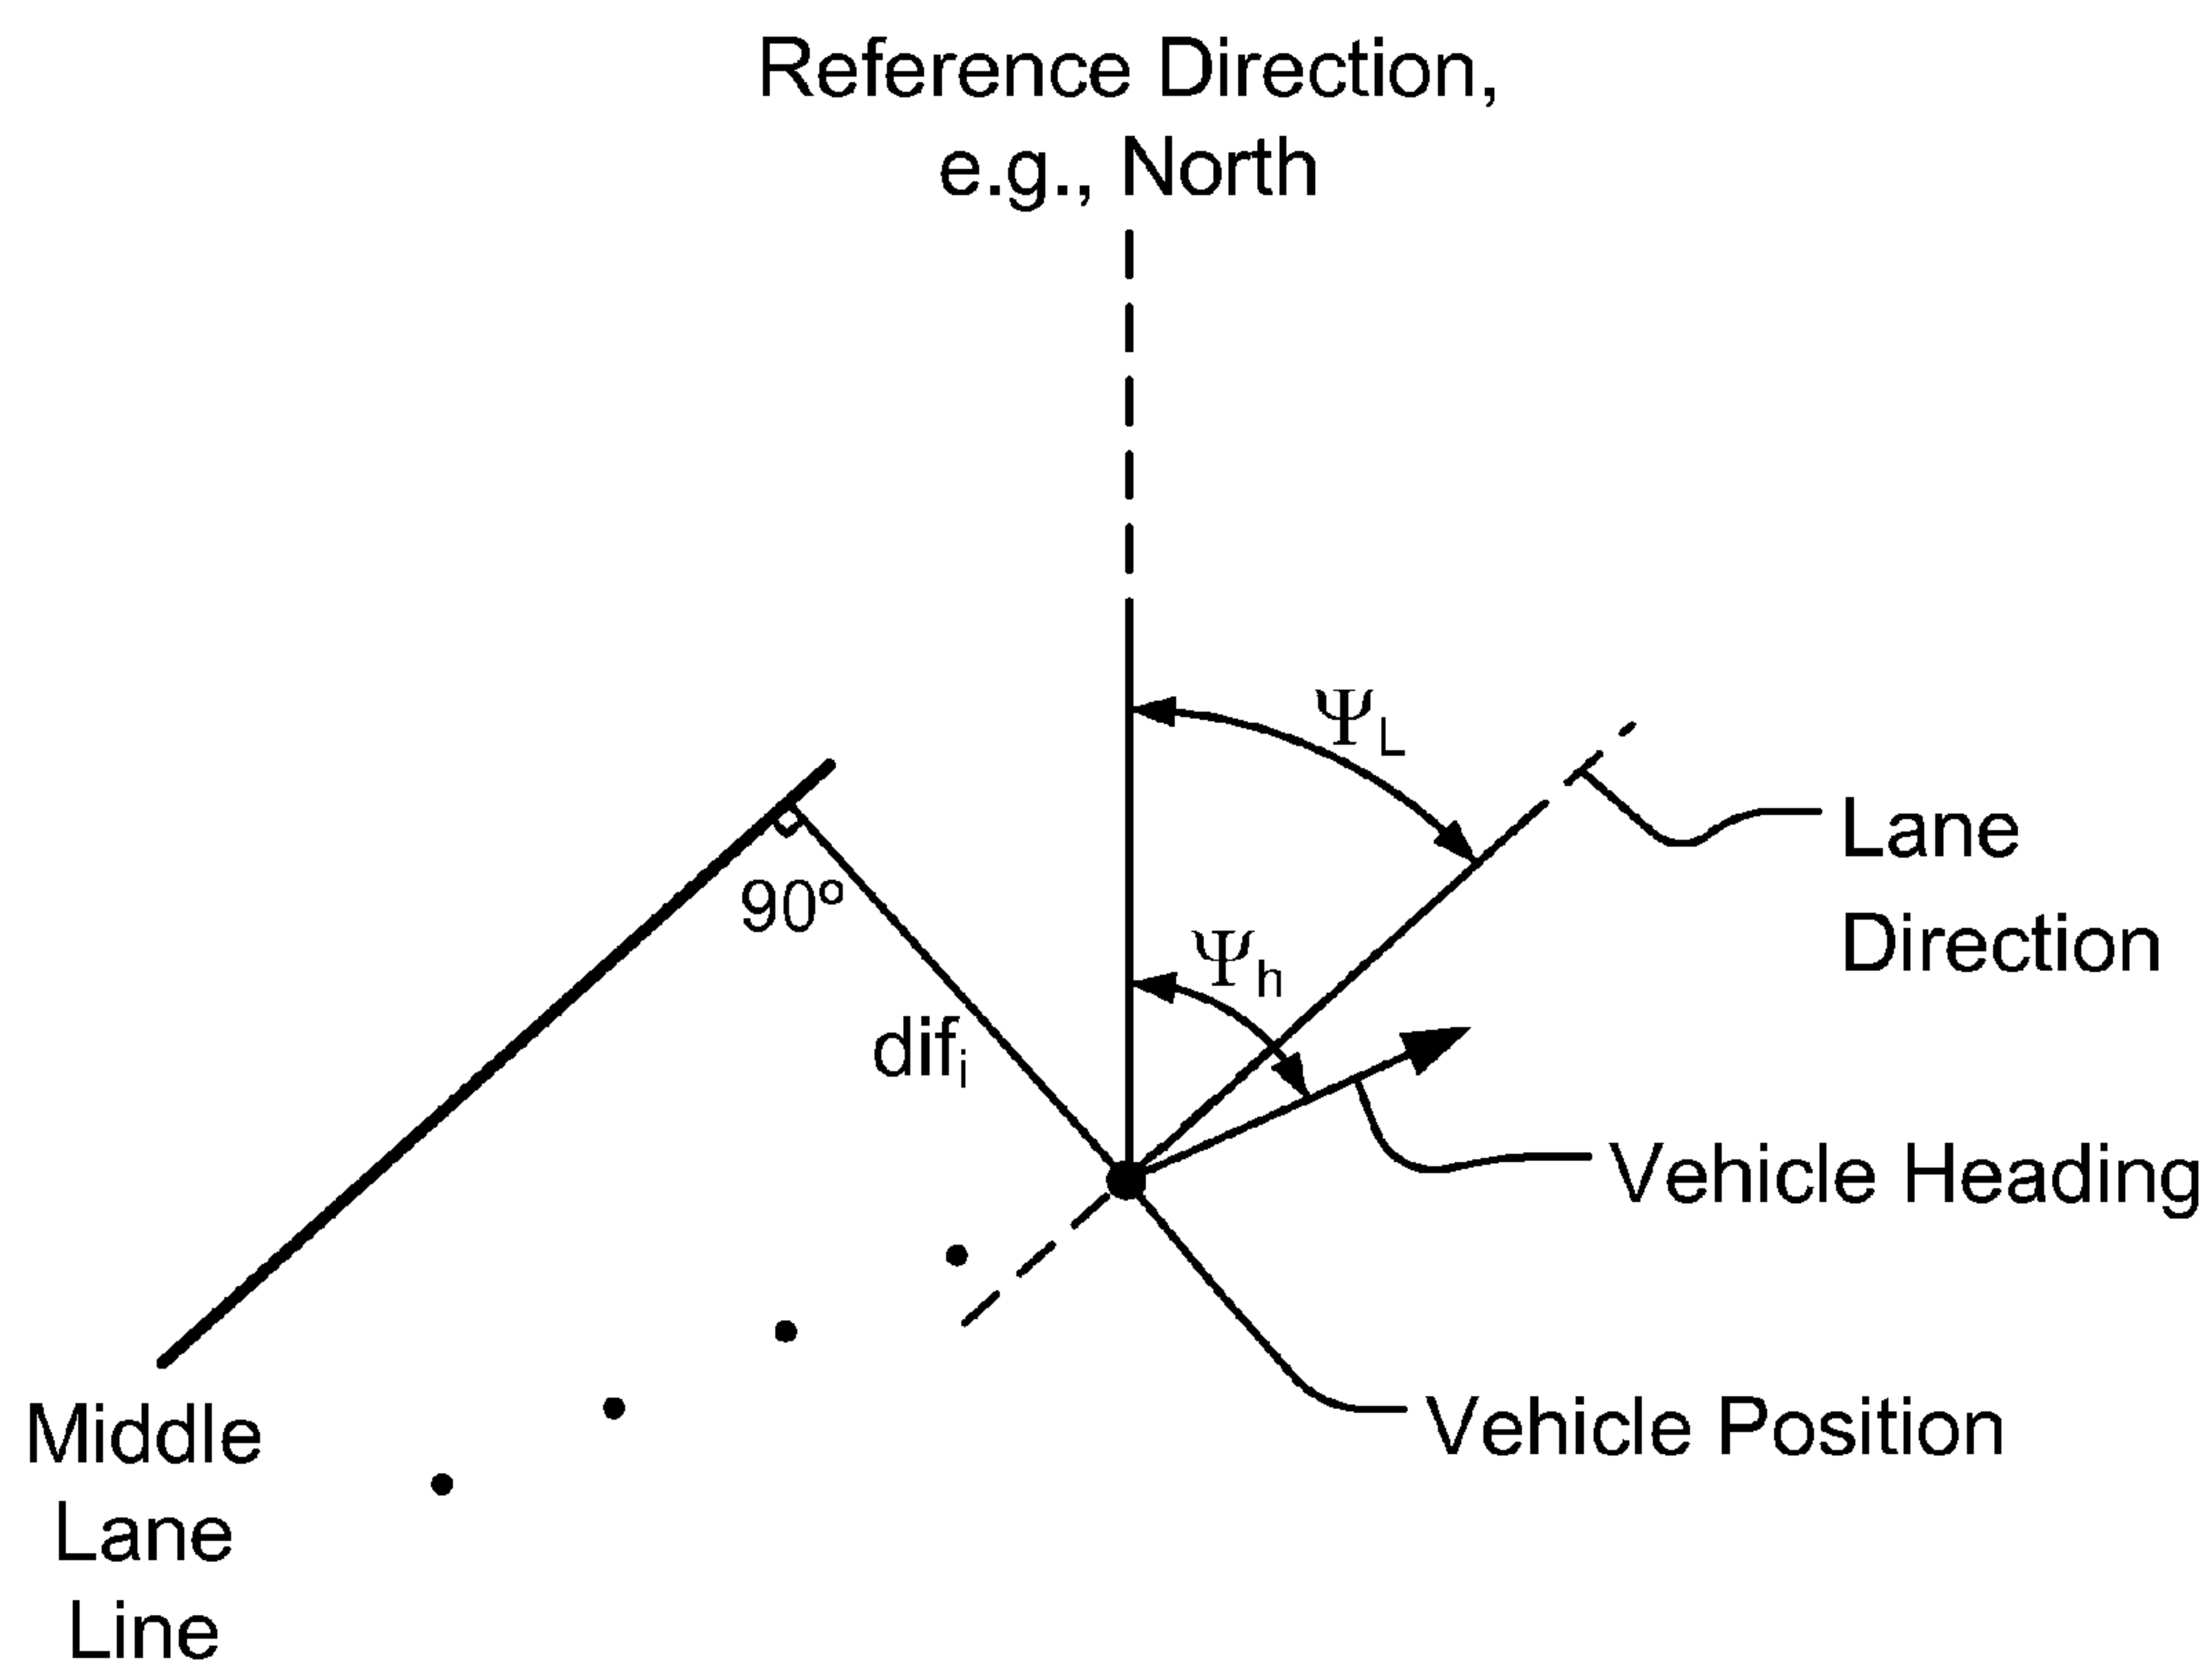 Reference Direction,
e.g., North
ΨL
Lane
Direction
90º
Ψh
difi
Vehicle Heading
Vehicle Position
Middle
Lane
Line